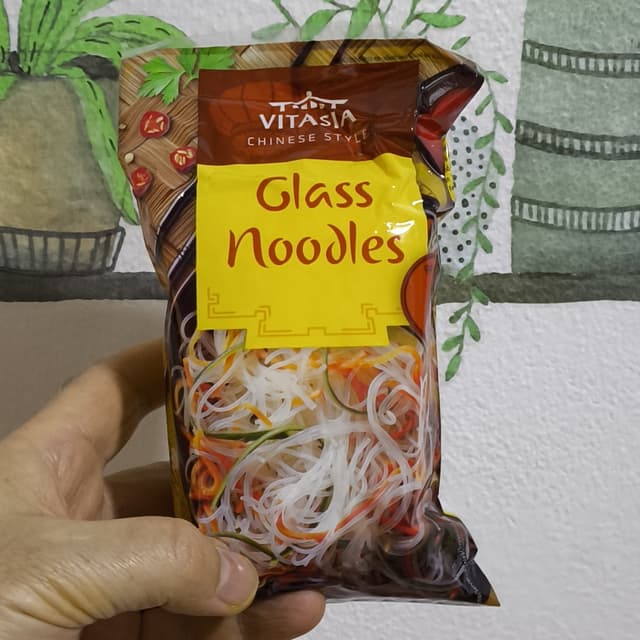 VITASIA
CHINESE STYLE
Glass
Noodles